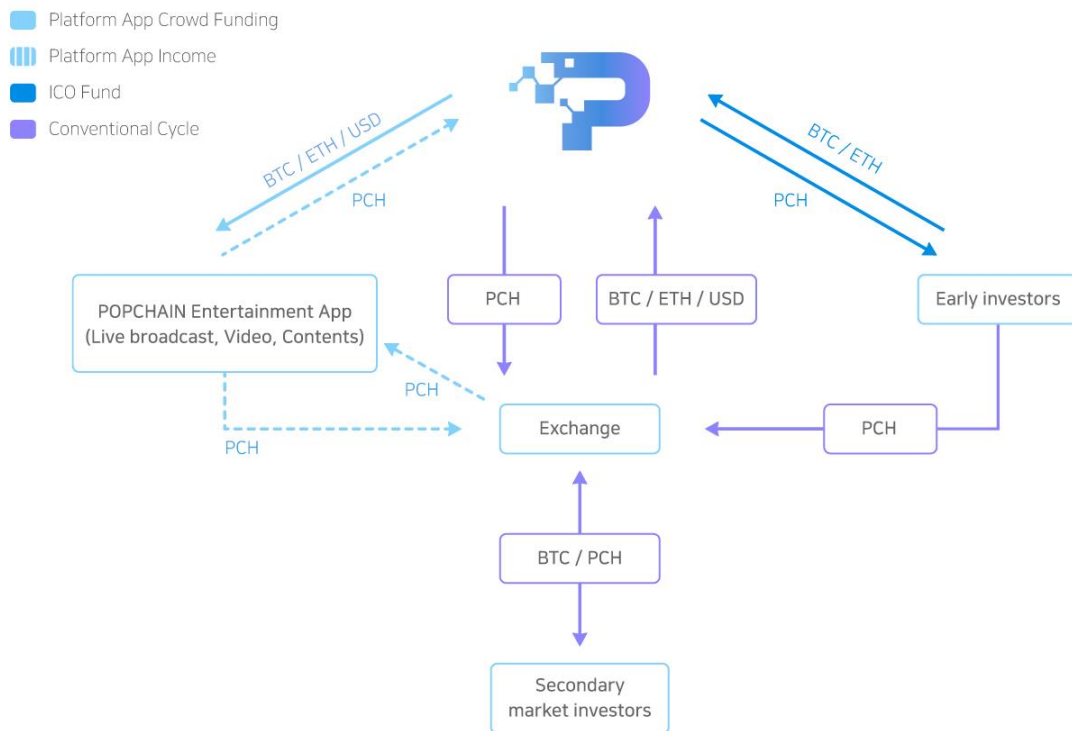 Platform App Crowd Funding
Platform App Income
ICO Fund
Conventional Cycle
BTC / ETH / USD
PCH
BTC / ETH
PCH
PCH
BTC / ETH / USD
POPCHAIN Entertainment App
(Live broadcast, Video, Contents)
Early investors
PCH
PCH
Exchange
PCH
BTC / PCH
Secondary
market investors